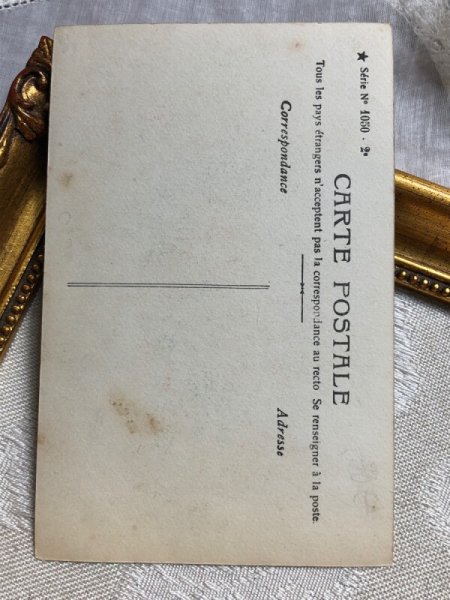 ★ Série Nº 1050 - 2ᵉ
CARTE POSTALE
Tous les pays étrangers n'acceptent pas la correspondance au recto Se renseigner à la poste.
Correspondance
Adresse